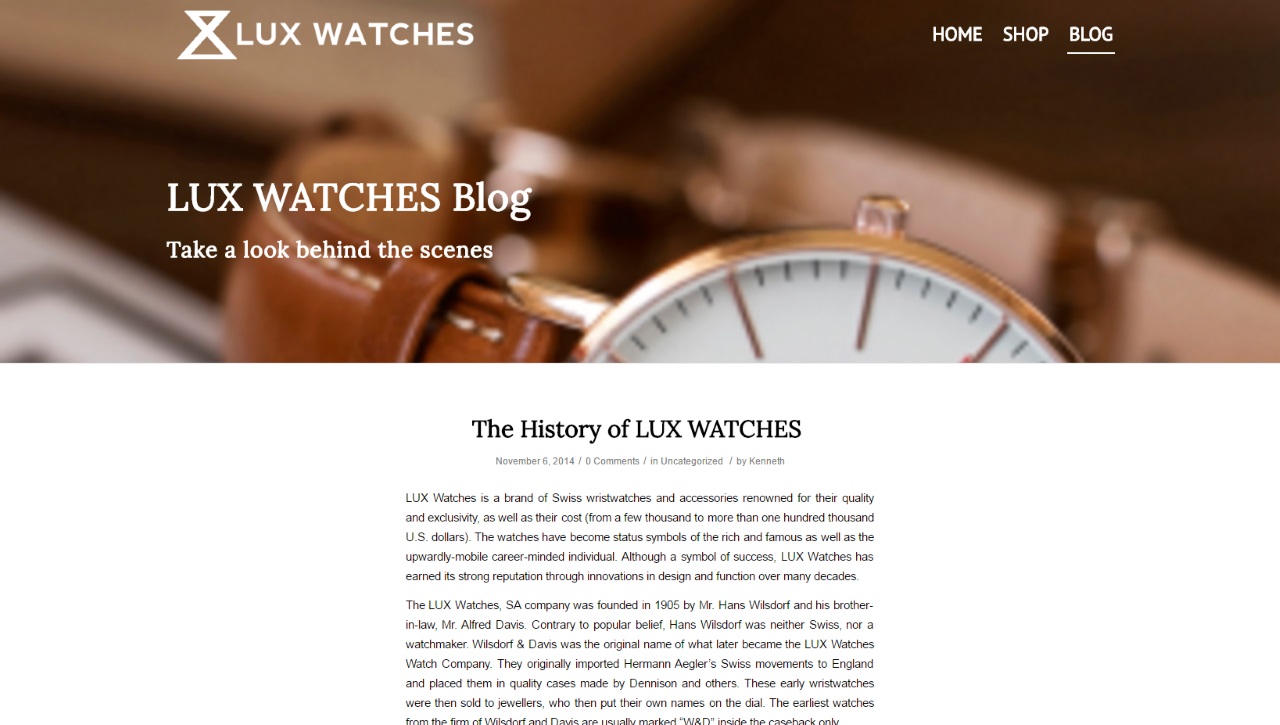 LUX WATCHES
HOME SHOP BLOG
LUX WATCHES Blog
Take a look behind the scenes
The History of LUX WATCHES
November 6, 2014 / 0 Comments / in Uncategorized / by Kenneth
LUX Watches is a brand of Swiss wristwatches and accessories renowned for their quality
and exclusivity, as well as their cost (from a few thousand to more than one hundred thousand
U.S. dollars). The watches have become status symbols of the rich and famous as well as the
upwardly-mobile career-minded individual. Although a symbol of success, LUX Watches has
earned its strong reputation through innovations in design and function over many decades.
The LUX Watches, SA company was founded in 1905 by Mr. Hans Wilsdorf and his brother-
in-law, Mr. Alfred Davis. Contrary to popular belief, Hans Wilsdorf was neither Swiss, nor a
watchmaker. Wilsdorf & Davis was the original name of what later became the LUX Watches
Watch Company. They originally imported Hermann Aegler’s Swiss movements to England
and placed them in quality cases made by Dennison and others. These early wristwatches
were then sold to jewellers, who then put their own names on the dial. The earliest watches
from the firm of Wilsdorf and Davis are usually marked “W&D” inside the caseback only.